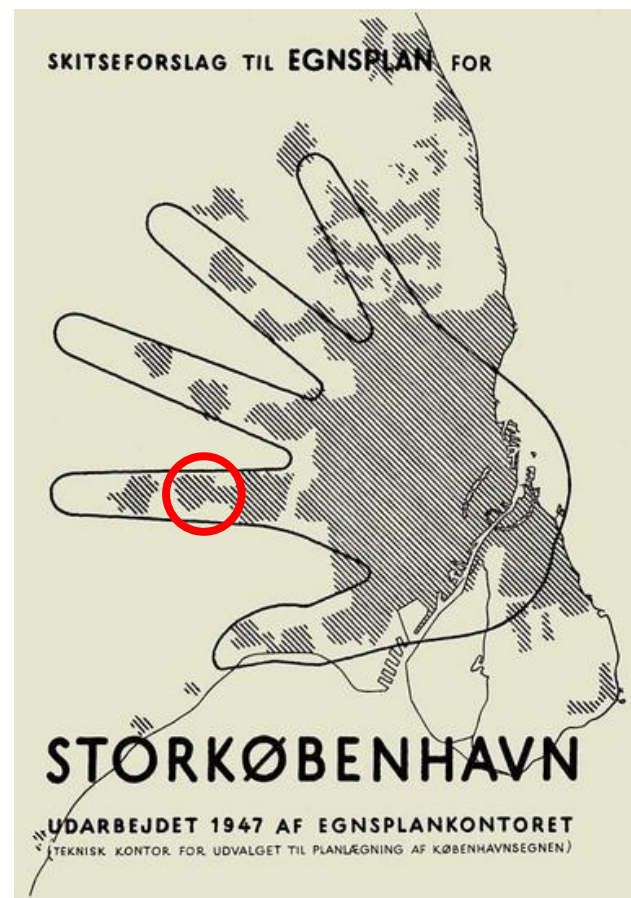 SKITSEFORSLAG TIL EGNSPLAN FOR
STORKØBENHAVN
UDARBEJDET 1947 AF EGNSPLANKONTORET
(TEKNISK KONTOR FOR UDVALGET TIL PLANLÆGNING AF KØBENHAVNSEGNEN)